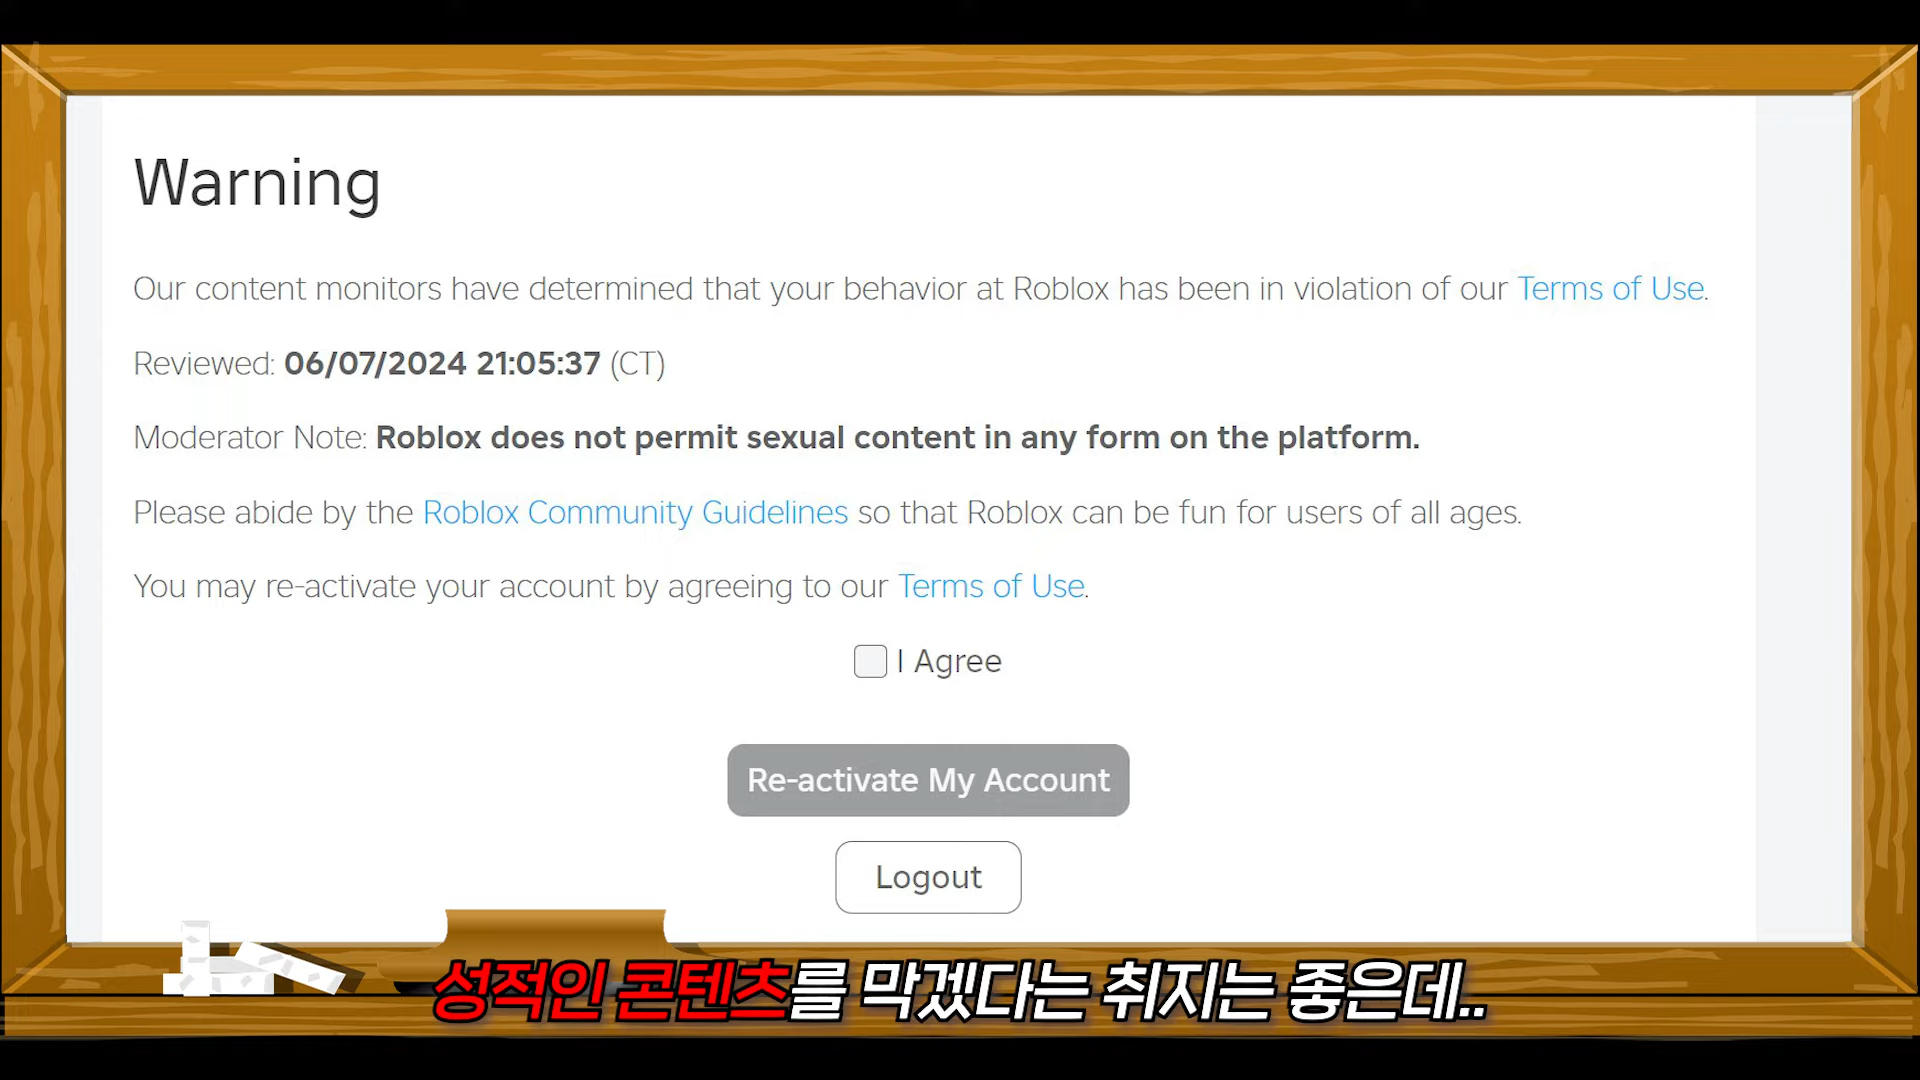 Warning
Our content monitors have determined that your behavior at Roblox has been in violation of our Terms of Use.
Reviewed: 06/07/2024 21:05:37 (CT)
Moderator Note: Roblox does not permit sexual content in any form on the platform.
Please abide by the Roblox Community Guidelines so that Roblox can be fun for users of all ages.
You may re-activate your account by agreeing to our Terms of Use.
I Agree
Re-activate My Account
Logout
성적인 콘텐츠를 막겠다는 취지는 좋은데..